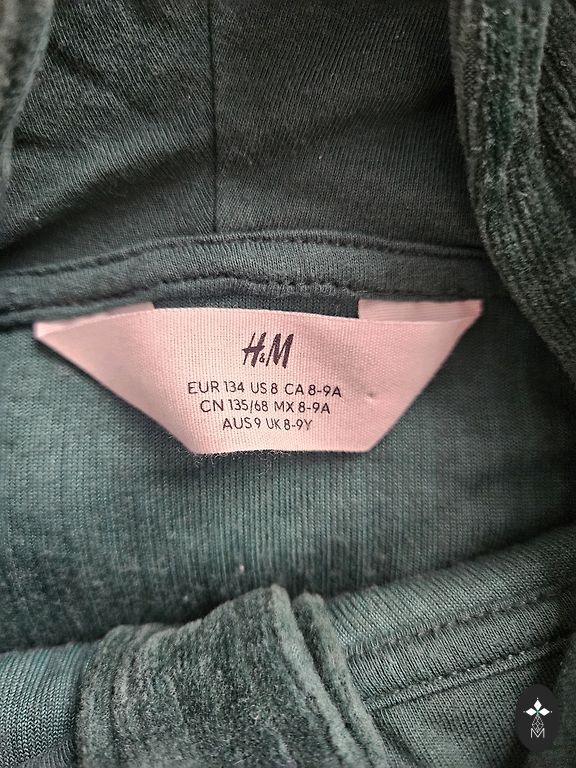 H&M
EUR 134 US 8 CA 8-9A
CN 135/68 MX 8-9A
AUS 9 UK 8-9Y
M